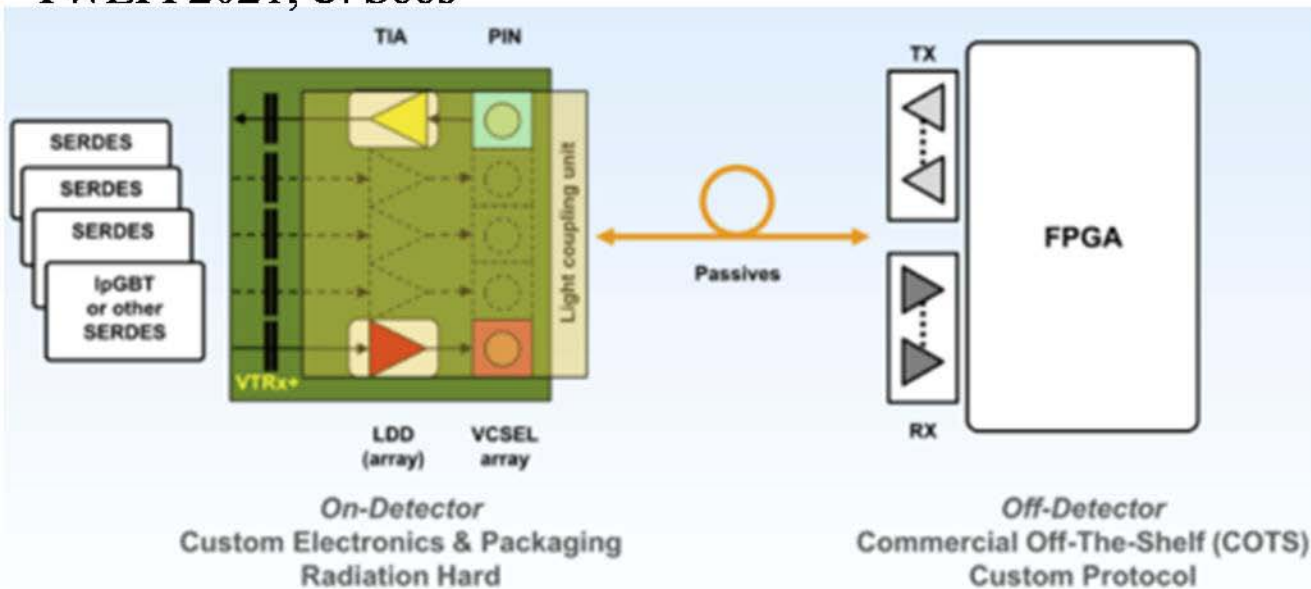 TIA
PIN
TX
SERDES
SERDES
SERDES
lpGBT
or other
SERDES
Light coupling unit
Passives
FPGA
VTRx+
LDD
(array)
VCSEL
array
RX
On-Detector
Custom Electronics & Packaging
Radiation Hard
Off-Detector
Commercial Off-The-Shelf (COTS)
Custom Protocol